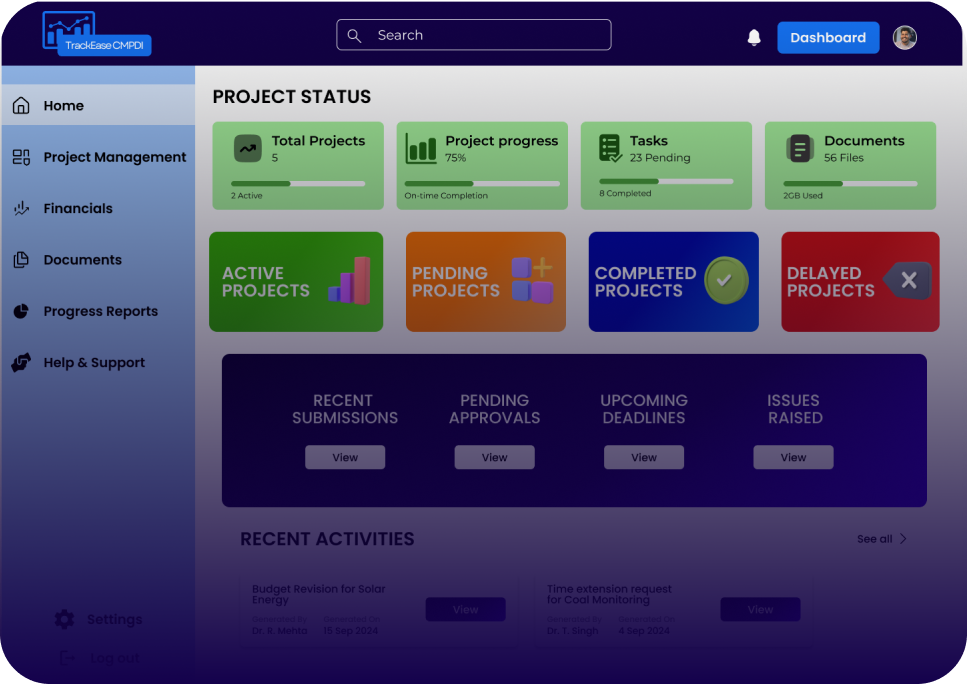 TrackEase CMPDI
Search
Dashboard
Home
Project Management
Financials
Documents
Progress Reports
Help & Support
Settings
Log out
PROJECT STATUS
Total Projects
5
2 Active
Project progress
75%
On-time Completion
Tasks
23 Pending
8 Completed
Documents
56 Files
2GB Used
ACTIVE
PROJECTS
PENDING
PROJECTS
COMPLETED
PROJECTS
DELAYED
PROJECTS
RECENT
SUBMISSIONS
View
PENDING
APPROVALS
View
UPCOMING
DEADLINES
View
ISSUES
RAISED
View
RECENT ACTIVITIES
See all
Budget Revision for Solar
Energy
Generated By
Dr. R. Mehta
Generated On
15 Sep 2024
View
Time extension request
for Coal Monitoring
Generated By
Dr. T. Singh
Generated On
4 Sep 2024
View